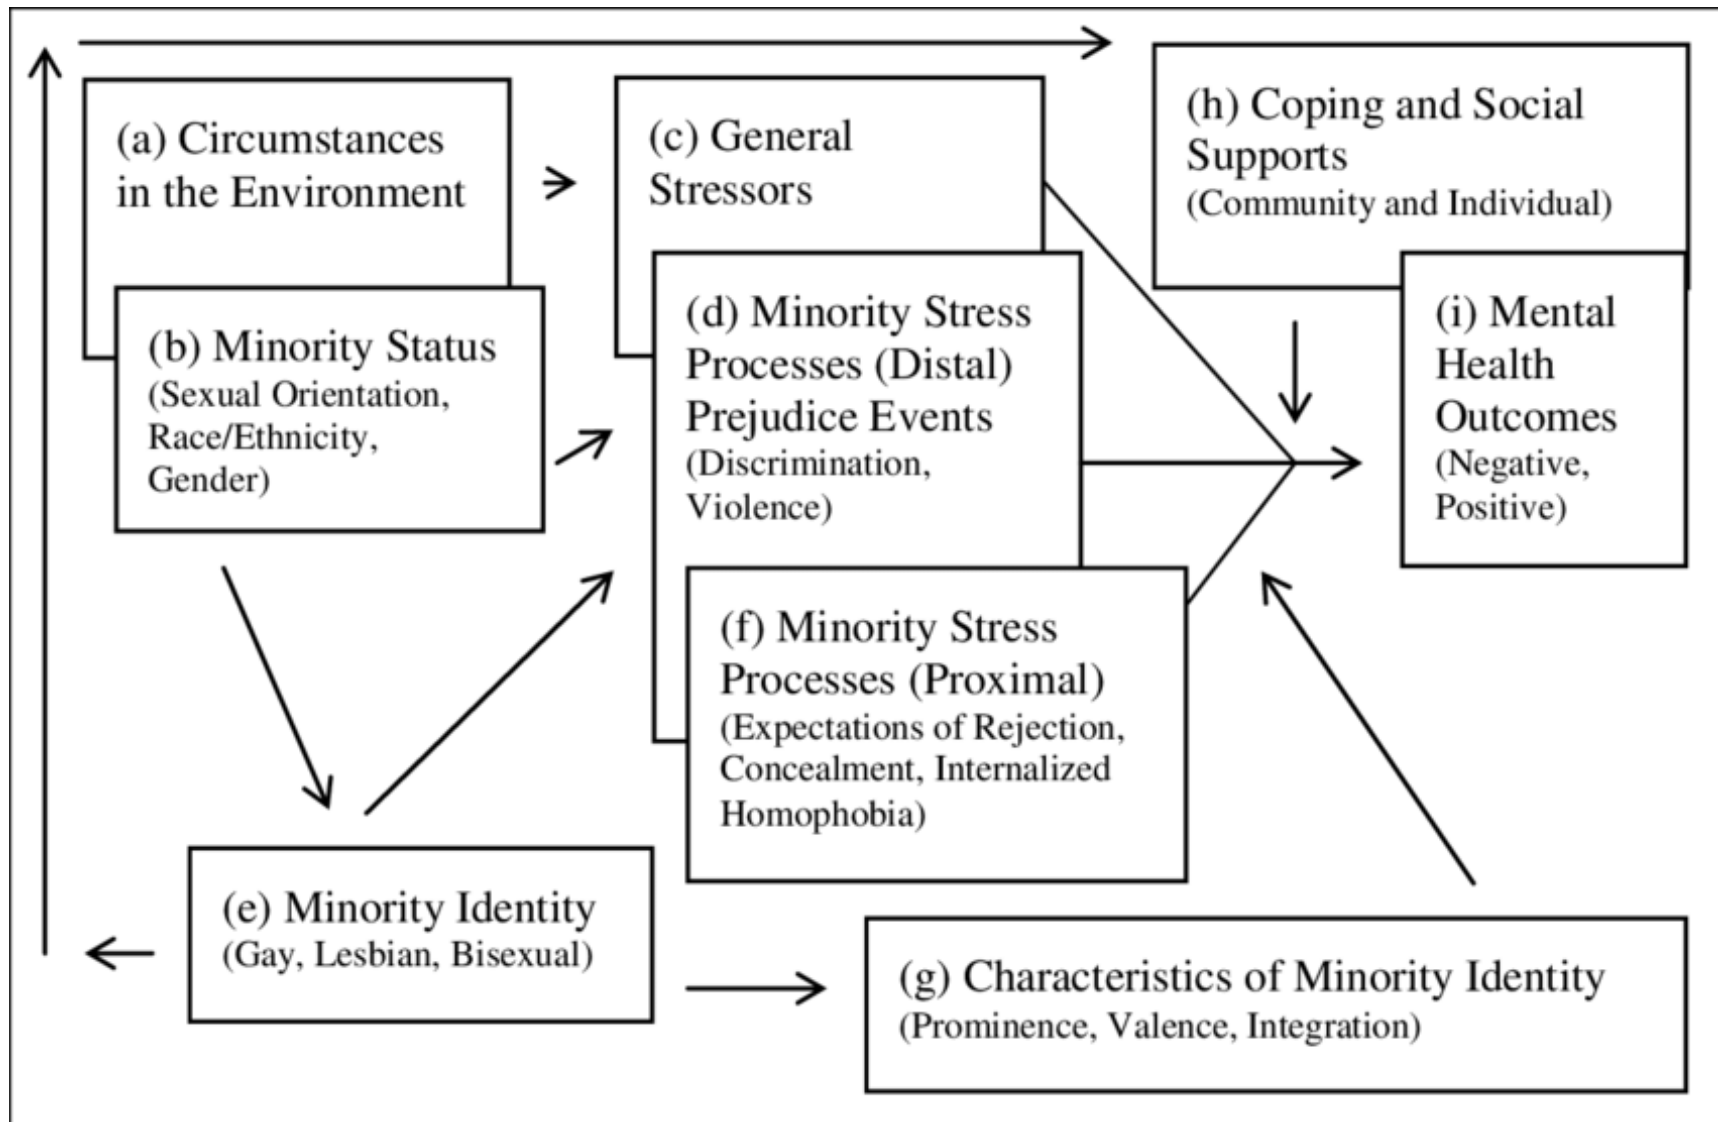 (a) Circumstances
in the Environment
(b) Minority Status
(Sexual Orientation,
Race/Ethnicity,
Gender)
(c) General
Stressors
(d) Minority Stress
Processes (Distal)
Prejudice Events
(Discrimination,
Violence)
(e) Minority Identity
(Gay, Lesbian, Bisexual)
(f) Minority Stress
Processes (Proximal)
(Expectations of Rejection,
Concealment, Internalized
Homophobia)
(g) Characteristics of Minority Identity
(Prominence, Valence, Integration)
(h) Coping and Social
Supports
(Community and Individual)
(i) Mental
Health
Outcomes
(Negative,
Positive)